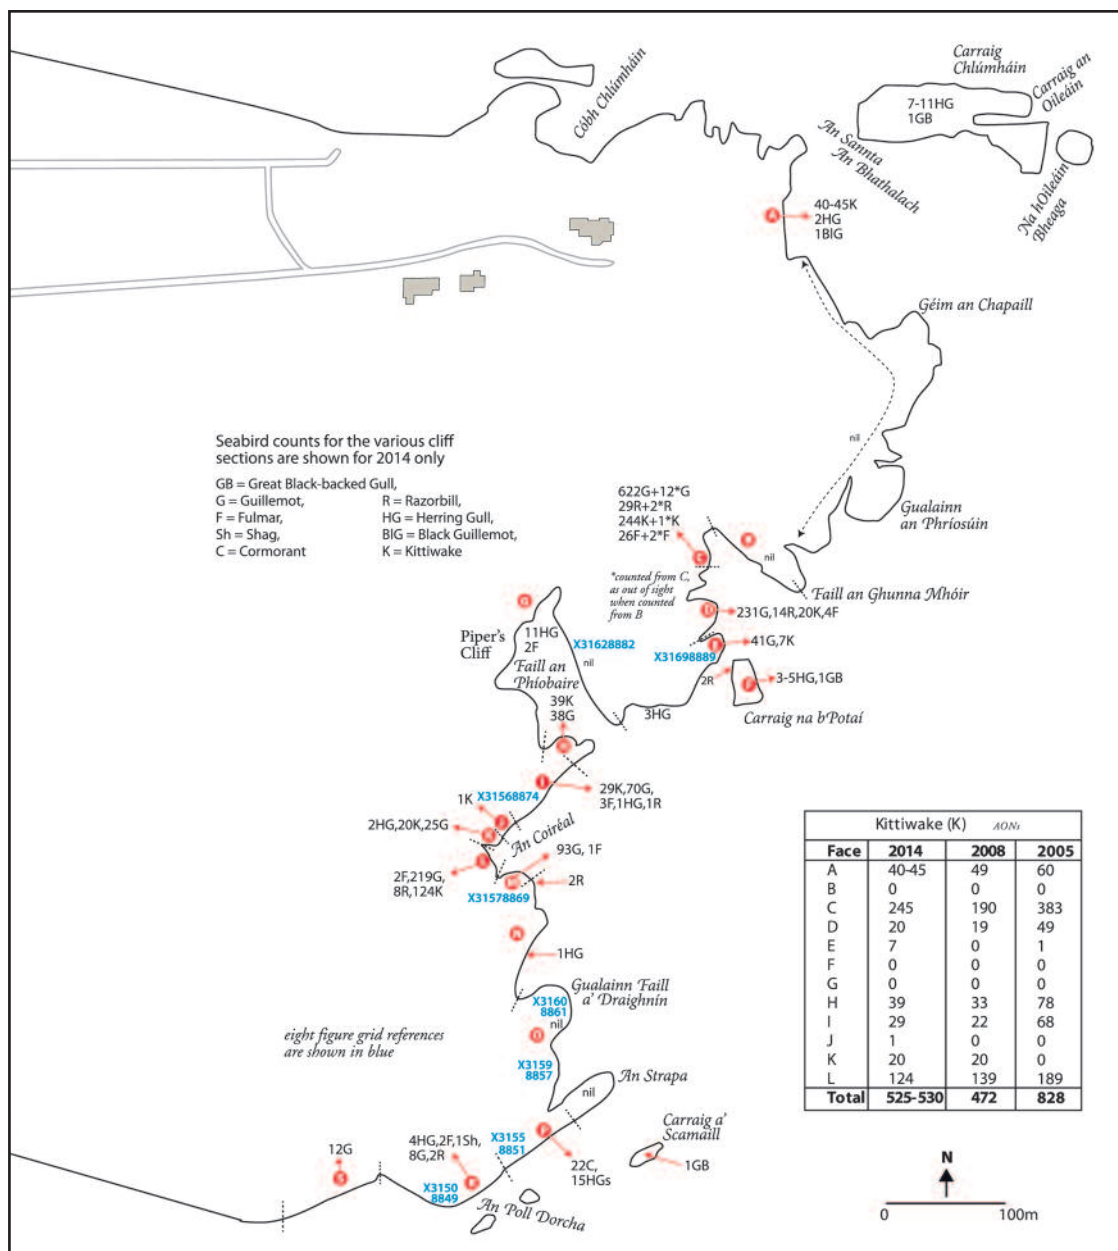 Cóbh Chlúmháin
Carraig
Chlúmháin
Carraig an
Oileáin
7-11HG
1GB
An Sannta
An Bhathalach
Na hOileáin
Bheaga
A
40-45K
2HG
1BlG
Géim an Chapaill
nil
Seabird counts for the various cliff
sections are shown for 2014 only
GB = Great Black-backed Gull,
G = Guillemot,
R = Razorbill,
F = Fulmar,
HG = Herring Gull,
Sh = Shag,
BlG = Black Guillemot,
C = Cormorant
K = Kittiwake
622G+12*G
29R+2*R
244K+1*K
26F+2*F
Gualainn
an Phríosúin
nil
Faill an Ghunna Mhóir
*counted from C,
as out of sight
when counted
from B
D
231G,14R,20K,4F
G
Piper's
Cliff
11HG
2F
X31628882
nil
Faill an
Phíobaire
E
41G,7K
X31698889
2R
F
3-5HG,1GB
Carraig na bPotaí
3HG
39K
38G
H
I
29K,70G,
3F,1HG,1R
X31568874
1K
J
2HG,20K,25G
K
An Coiréal
L
2F,219G,
8R,124K
93G, 1F
M
2R
X31578869
N
1HG
Gualainn Faill
a' Draighnín
X3160
8861
nil
O
eight figure grid references
are shown in blue
X3159
8857
An Strapa
nil
Carraig a'
Scamaill
1GB
P
X3155
8851
22C,
15HGs
4HG,2F,1Sh,
8G,2R
12G
S
X3150
8849
An Poll Dorcha
Kittiwake (K) AONs
Face 2014 2008 2005
A 40-45 49 60
B 0 0 0
C 245 190 383
D 20 19 49
E 7 0 1
F 0 0 0
G 0 0 0
H 39 33 78
I 29 22 68
J 1 0 0
K 20 20 0
L 124 139 189
Total 525-530 472 828
N
0 100m